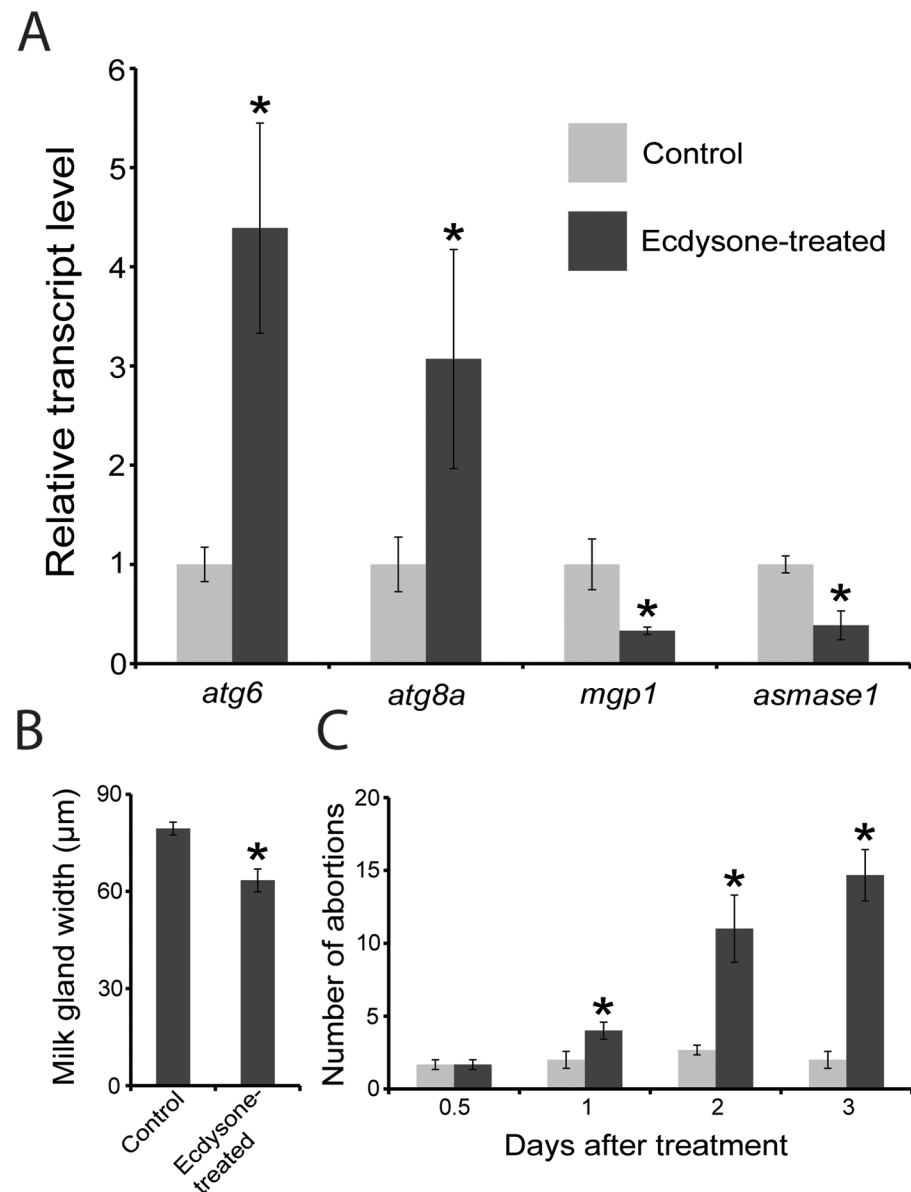 A
6
5
4
3
2
1
0
Relative transcript level
*
*
*
*
Control
Ecdysone-treated
atg6
atg8a
mgp1
asmase1
B
90
60
30
0
Milk gland width (μm)
*
Control
Ecdysone-
treated
C
20
15
10
5
0
Number of abortions
*
*
*
0.5
1
2
3
Days after treatment